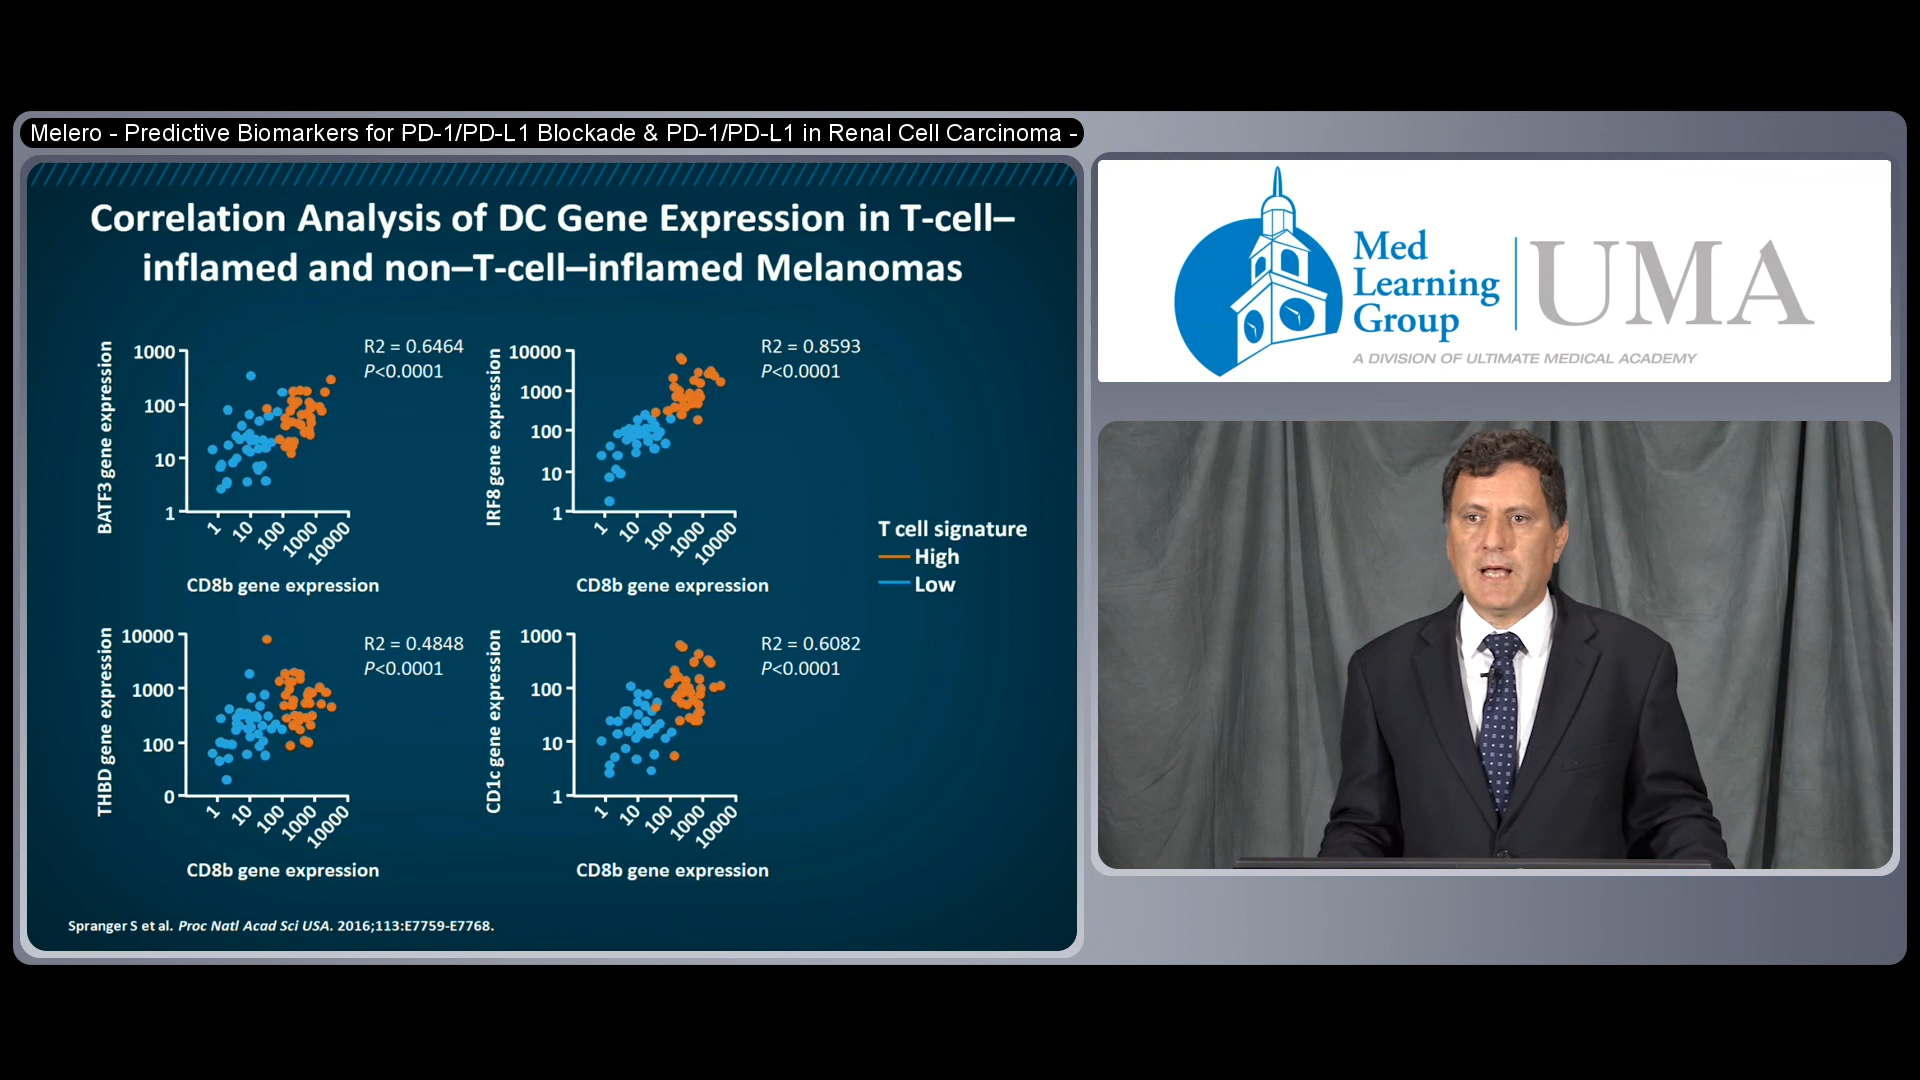 Melero - Predictive Biomarkers for PD-1/PD-L1 Blockade & PD-1/PD-L1 in Renal Cell Carcinoma -
Correlation Analysis of DC Gene Expression in T-cell–
inflamed and non–T-cell–inflamed Melanomas
BATF3 gene expression
1000
100
10
1
1
10
100
1000
10000
CD8b gene expression
R2 = 0.6464
P<0.0001
IRF8 gene expression
10000
1000
100
10
1
1
10
100
1000
10000
CD8b gene expression
R2 = 0.8593
P<0.0001
T cell signature
High
Low
THBD gene expression
10000
1000
100
0
1
10
100
1000
10000
CD8b gene expression
R2 = 0.4848
P<0.0001
CD1c gene expression
1000
100
10
1
1
10
100
1000
10000
CD8b gene expression
R2 = 0.6082
P<0.0001
Spranger S et al. Proc Natl Acad Sci USA. 2016;113:E7759-E7768.
Med
Learning
Group
UMA
A DIVISION OF ULTIMATE MEDICAL ACADEMY